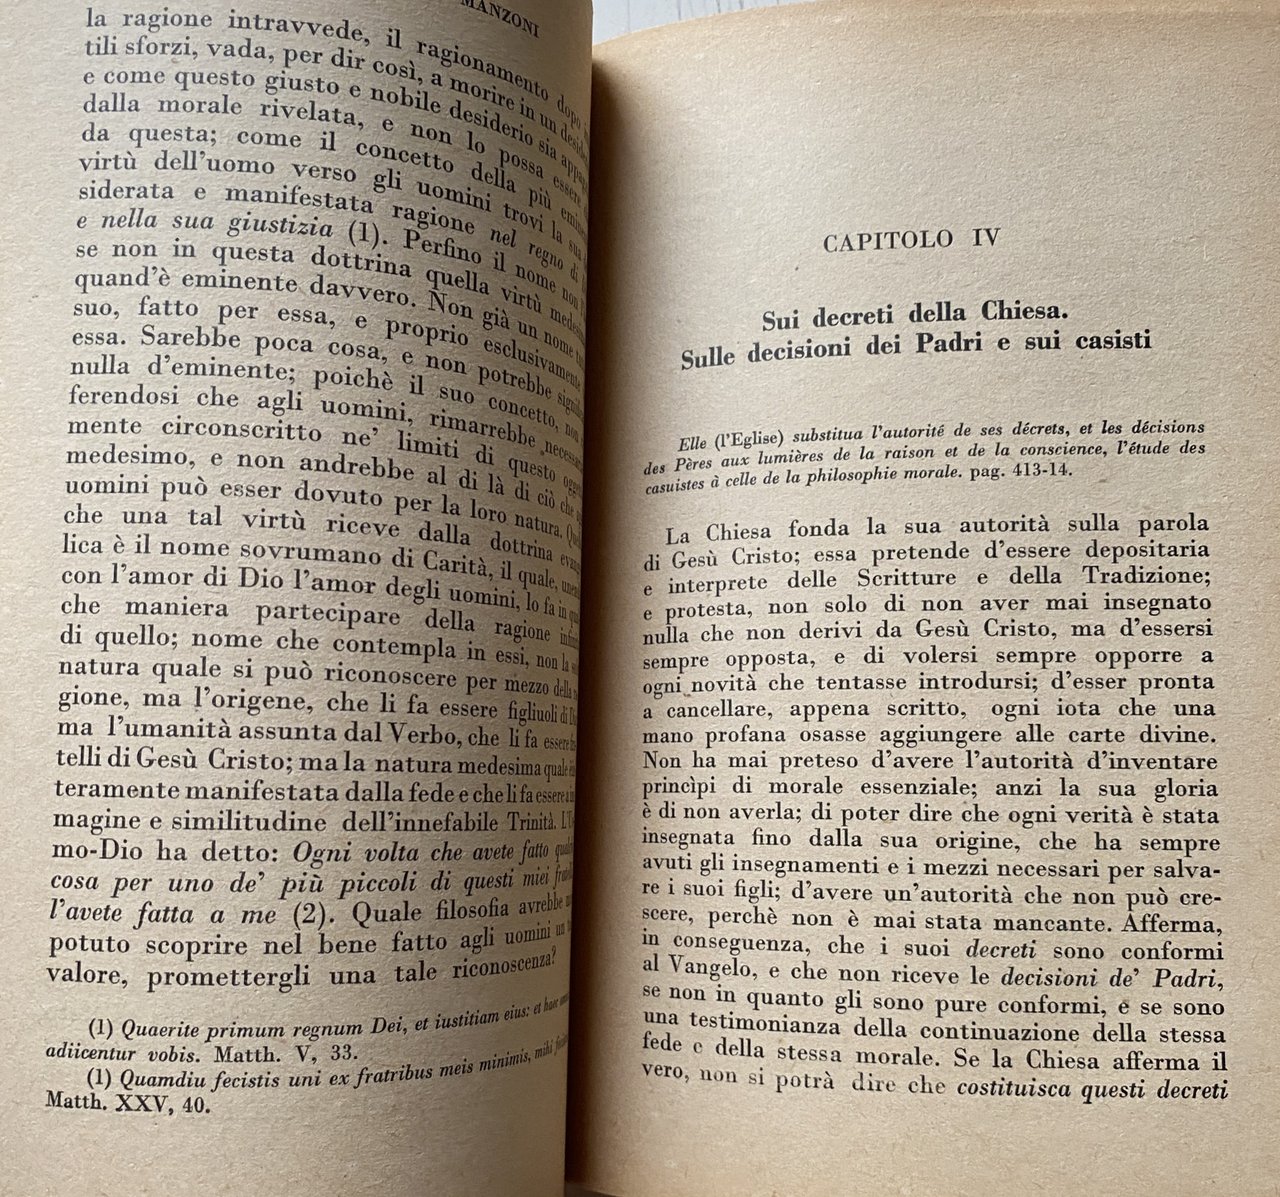 MANZONI
la ragione intravvede, il ragionamento dopo
tili sforzi, vada, per dir così, a morire in un
e come questo giusto e nobile desiderio sia
dalla morale rivelata, e non lo possa essere
da questa; come il concetto della più
virtù dell'uomo verso gli uomini trovi la sua
siderata e manifestata ragione nel regno di
e nella sua giustizia (1). Perfino il nome non
se non in questa dottrina quella virtù
quand'è eminente davvero. Non già un nome
suo, fatto per essa, e proprio esclusivamente
essa. Sarebbe poca cosa, e non potrebbe
nulla d'eminente; poichè il suo concetto, non
ferendosi che agli uomini, rimarrebbe
mente circonscritto ne' limiti di questo
medesimo, e non andrebbe al di là di ciò che
uomini può esser dovuto per la loro natura.
che una tal virtù riceve dalla dottrina
lica è il nome sovrumano di Carità, il quale,
con l'amor di Dio l'amor degli uomini, lo fa in
che maniera partecipare della ragione
di quello; nome che contempla in essi, non la
natura quale si può riconoscere per mezzo della
gione, ma l'origene, che li fa essere figliuoli di
ma l'umanità assunta dal Verbo, che li fa essere
telli di Gesù Cristo; ma la natura medesima quale è
teramente manifestata dalla fede e che li fa essere
magine e similitudine dell'innefabile Trinità.
mo-Dio ha detto: Ogni volta che avete fatto
cosa per uno de' più piccoli di questi miei
l'avete fatta a me (2). Quale filosofia avrebbe
potuto scoprire nel bene fatto agli uomini un
valore, promettergli una tale riconoscenza?
(1) Quaerite primum regnum Dei, et iustitiam eius: et haec
adiicentur vobis. Matth. V, 33.
(1) Quamdiu fecistis uni ex fratribus meis minimis, mihi
Matth. XXV, 40.
CAPITOLO IV
Sui decreti della Chiesa.
Sulle decisioni dei Padri e sui casisti
Elle (l'Eglise) substitua l'autorité de ses décrets, et les décisions
des Pères aux lumières de la raison et de la conscience, l'étude des
casuistes à celle de la philosophie morale. pag. 413-14.
La Chiesa fonda la sua autorità sulla parola
di Gesù Cristo; essa pretende d'essere depositaria
e interprete delle Scritture e della Tradizione;
e protesta, non solo di non aver mai insegnato
nulla che non derivi da Gesù Cristo, ma d'essersi
sempre opposta, e di volersi sempre opporre a
ogni novità che tentasse introdursi; d'esser pronta
a cancellare, appena scritto, ogni iota che una
mano profana osasse aggiungere alle carte divine.
Non ha mai preteso d'avere l'autorità d'inventare
princìpi di morale essenziale; anzi la sua gloria
è di non averla; di poter dire che ogni verità è stata
insegnata fino dalla sua origine, che ha sempre
avuti gli insegnamenti e i mezzi necessari per salva-
re i suoi figli; d'avere un'autorità che non può cre-
scere, perchè non è mai stata mancante. Afferma,
in conseguenza, che i suoi decreti sono conformi
al Vangelo, e che non riceve le decisioni de' Padri,
se non in quanto gli sono pure conformi, e se sono
una testimonianza della continuazione della stessa
fede e della stessa morale. Se la Chiesa afferma il
vero, non si potrà dire che costituisca questi decreti